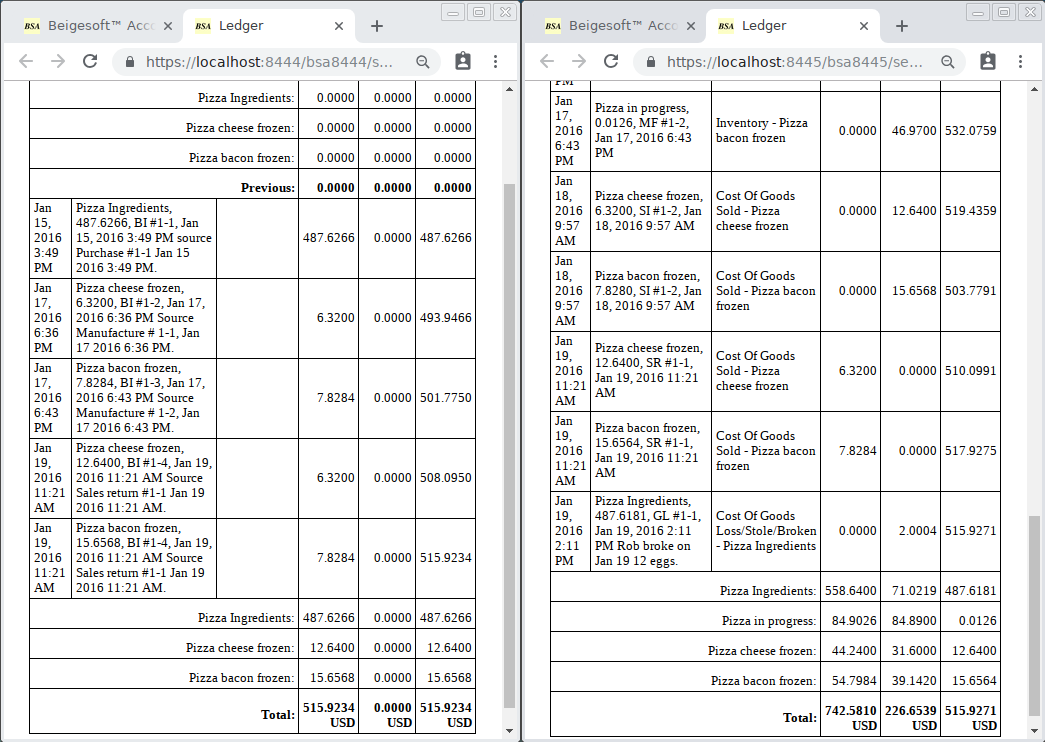 BSA Beigesoft™ Acco
BSA Ledger
https://localhost:8444/bsa8444/s...
Pizza Ingredients: 0.0000 0.0000 0.0000
Pizza cheese frozen: 0.0000 0.0000 0.0000
Pizza bacon frozen: 0.0000 0.0000 0.0000
Previous: 0.0000 0.0000 0.0000
Jan
15,
2016
3:49
PM
Pizza Ingredients,
487.6266, BI #1-1, Jan
15, 2016 3:49 PM source
Purchase #1-1 Jan 15
2016 3:49 PM.
487.6266 0.0000 487.6266
Jan
17,
2016
6:36
PM
Pizza cheese frozen,
6.3200, BI #1-2, Jan 17,
2016 6:36 PM Source
Manufacture # 1-1, Jan
17 2016 6:36 PM.
6.3200 0.0000 493.9466
Jan
17,
2016
6:43
PM
Pizza bacon frozen,
7.8284, BI #1-3, Jan 17,
2016 6:43 PM Source
Manufacture # 1-2, Jan
17 2016 6:43 PM.
7.8284 0.0000 501.7750
Jan
19,
2016
11:21
AM
Pizza cheese frozen,
12.6400, BI #1-4, Jan 19,
2016 11:21 AM Source
Sales return #1-1 Jan 19
2016 11:21 AM.
6.3200 0.0000 508.0950
Jan
19,
2016
11:21
AM
Pizza bacon frozen,
15.6568, BI #1-4, Jan 19,
2016 11:21 AM Source
Sales return #1-1 Jan 19
2016 11:21 AM.
7.8284 0.0000 515.9234
Pizza Ingredients: 487.6266 0.0000 487.6266
Pizza cheese frozen: 12.6400 0.0000 12.6400
Pizza bacon frozen: 15.6568 0.0000 15.6568
Total: 515.9234 0.0000 515.9234
USD USD USD
BSA Beigesoft™ Acco
BSA Ledger
https://localhost:8445/bsa8445/se...
PM
Jan
17,
2016
6:43
PM
Pizza in progress,
0.0126, MF #1-2,
Jan 17, 2016 6:43
PM
Inventory - Pizza
bacon frozen
0.0000 46.9700 532.0759
Jan
18,
2016
9:57
AM
Pizza cheese frozen,
6.3200, SI #1-2, Jan
18, 2016 9:57 AM
Cost Of Goods
Sold - Pizza
cheese frozen
0.0000 12.6400 519.4359
Jan
18,
2016
9:57
AM
Pizza bacon frozen,
7.8280, SI #1-2, Jan
18, 2016 9:57 AM
Cost Of Goods
Sold - Pizza bacon
frozen
0.0000 15.6568 503.7791
Jan
19,
2016
11:21
AM
Pizza cheese frozen,
12.6400, SR #1-1,
Jan 19, 2016 11:21
AM
Cost Of Goods
Sold - Pizza
cheese frozen
6.3200 0.0000 510.0991
Jan
19,
2016
11:21
AM
Pizza bacon frozen,
15.6564, SR #1-1,
Jan 19, 2016 11:21
AM
Cost Of Goods
Sold - Pizza bacon
frozen
7.8284 0.0000 517.9275
Jan
19,
2016
2:11
PM
Pizza Ingredients,
487.6181, GL #1-1,
Jan 19, 2016 2:11
PM Rob broke on
Jan 19 12 eggs.
Cost Of Goods
Loss/Stole/Broken
- Pizza Ingredients
0.0000 2.0004 515.9271
Pizza Ingredients: 558.6400 71.0219 487.6181
Pizza in progress: 84.9026 84.8900 0.0126
Pizza cheese frozen: 44.2400 31.6000 12.6400
Pizza bacon frozen: 54.7984 39.1420 15.6564
Total: 742.5810 226.6539 515.9271
USD USD USD